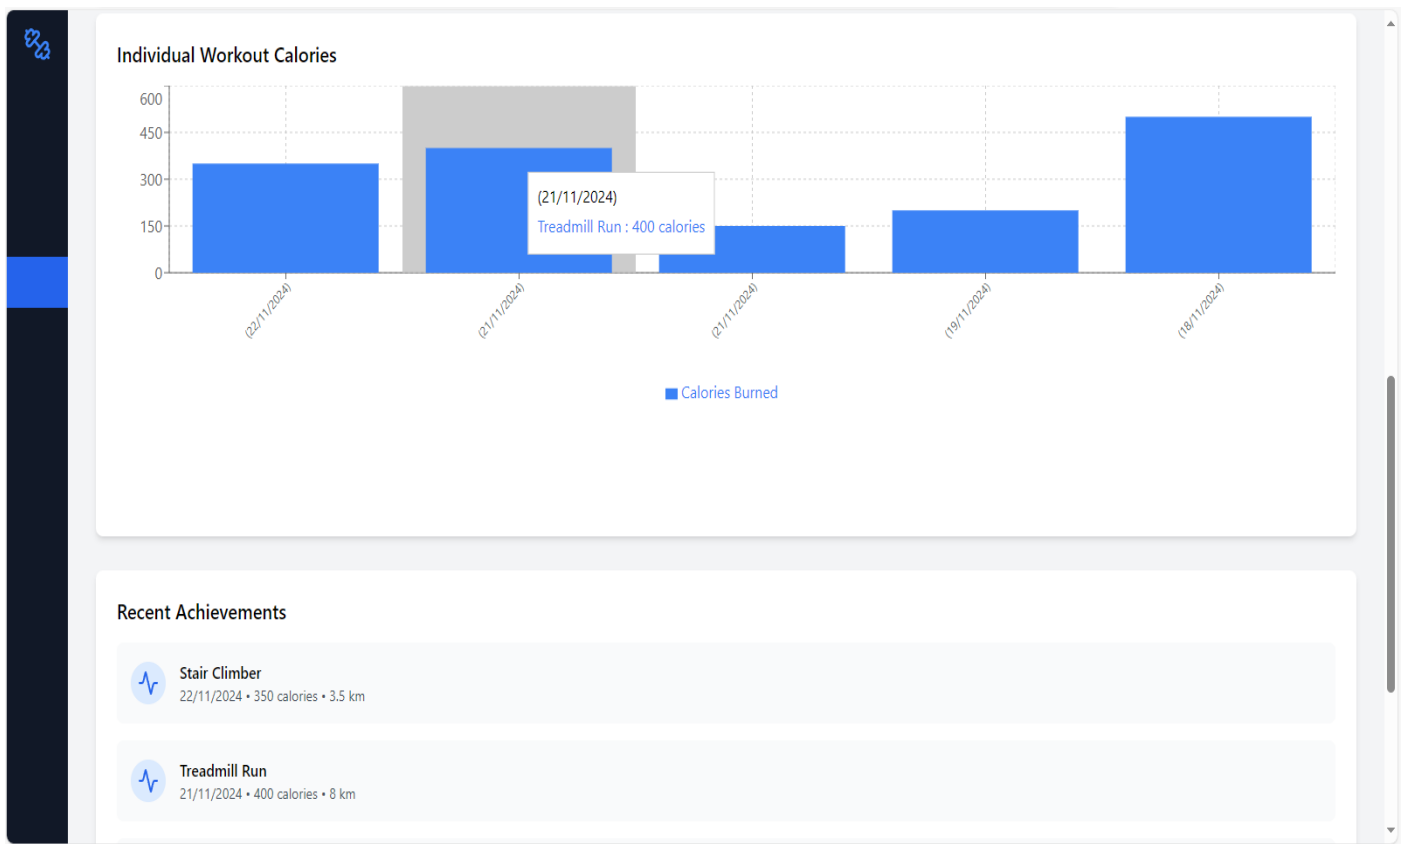 Individual Workout Calories
600
450
300
150
0
(21/11/2024)
Treadmill Run : 400 calories
(22/11/2024)
(21/11/2024)
(21/11/2024)
(19/11/2024)
(18/11/2024)
Calories Burned
Recent Achievements
Stair Climber
22/11/2024 • 350 calories • 3.5 km
Treadmill Run
21/11/2024 • 400 calories • 8 km